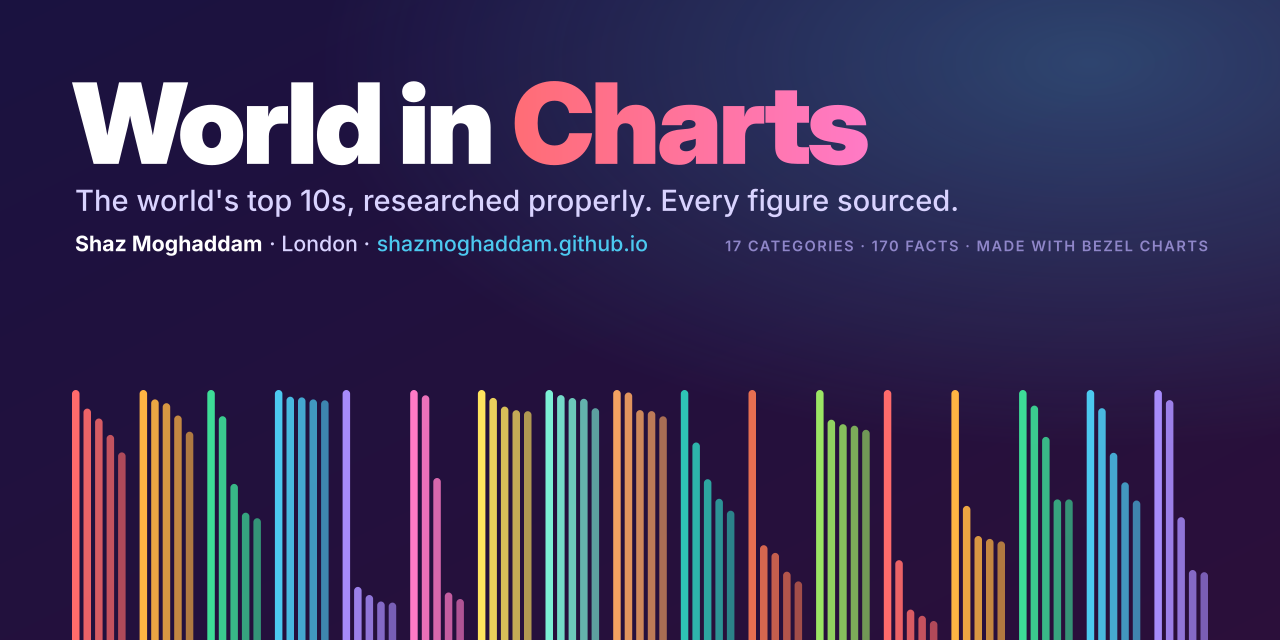 World in Charts
The world's top 10s, researched properly. Every figure sourced.
Shaz Moghaddam · London · shazmoghaddam.github.io
17 CATEGORIES · 170 FACTS · MADE WITH BEZEL CHARTS